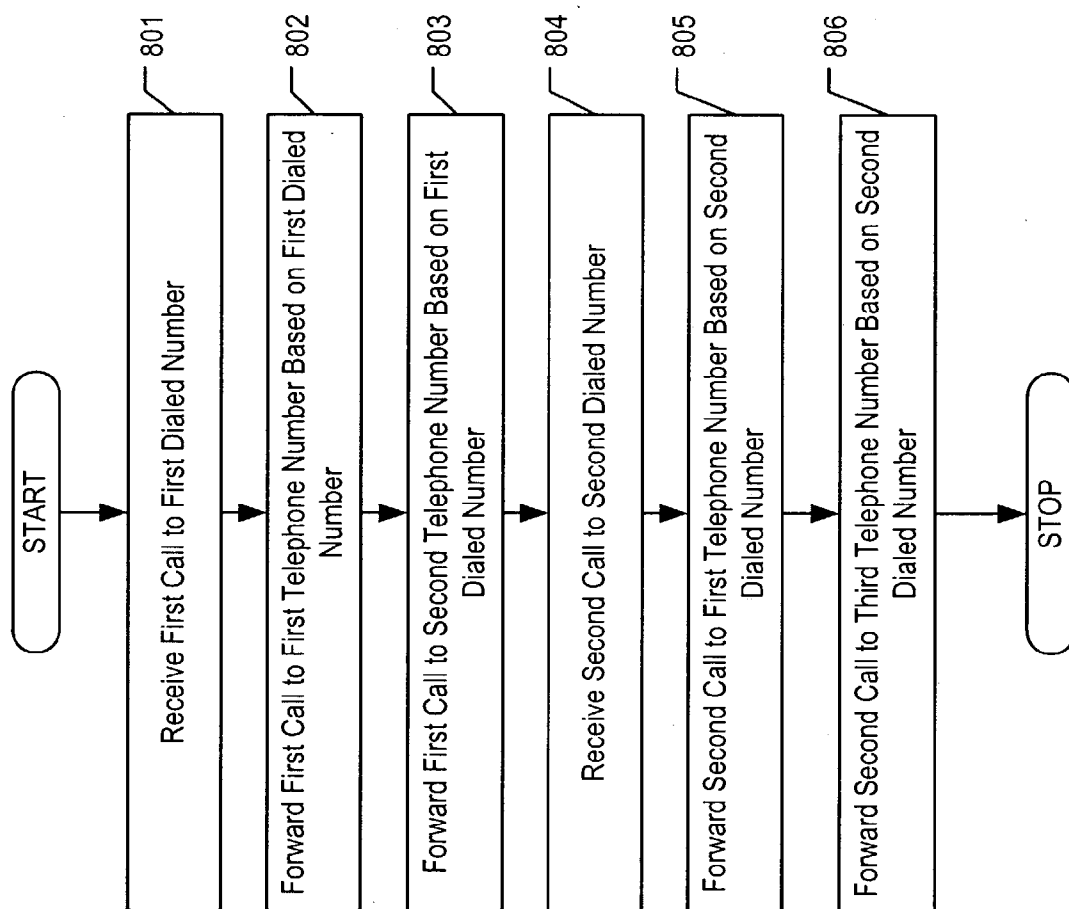 START
Receive First Call to First Dialed Number
801
Forward First Call to First Telephone Number Based on First Dialed
Number
802
Forward First Call to Second Telephone Number Based on First
Dialed Number
803
Receive Second Call to Second Dialed Number
804
Forward Second Call to First Telephone Number Based on Second
Dialed Number
805
Forward Second Call to Third Telephone Number Based on Second
Dialed Number
806
STOP